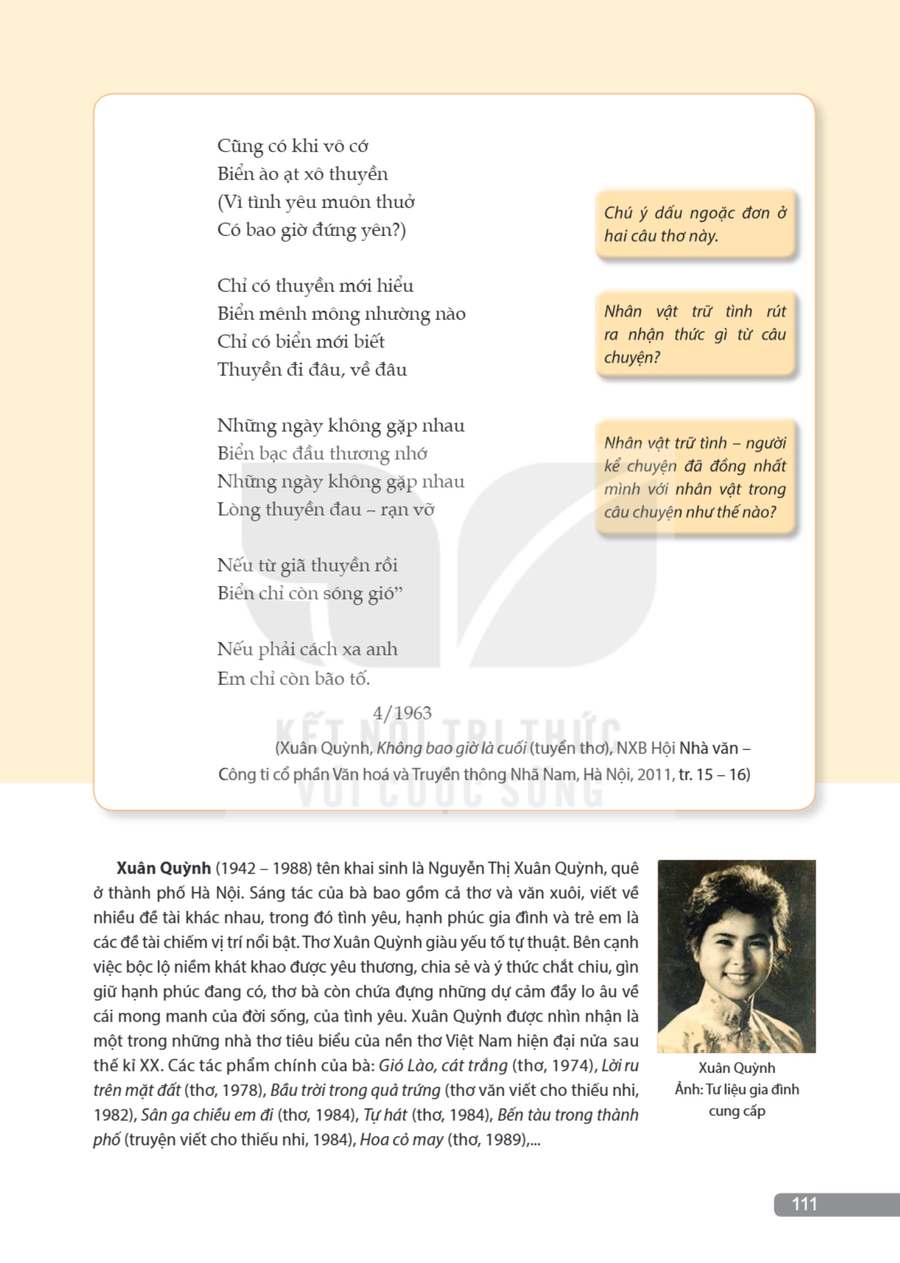 Cũng có khi vô cớ
Biển ào ạt xô thuyền
(Vì tình yêu muôn thuở
Có bao giờ đứng yên?)
Chú ý dấu ngoặc đơn ở
hai câu thơ này.
Chỉ có thuyền mới hiểu
Biển mênh mông nhường nào
Chỉ có biển mới biết
Thuyền đi đâu, về đâu
Nhân vật trữ tình rút
ra nhận thức gì từ câu
chuyện?
Những ngày không gặp nhau
Biển bạc đầu thương nhớ
Những ngày không gặp nhau
Lòng thuyền đau – rạn vỡ
Nhân vật trữ tình – người
kể chuyện đã đồng nhất
mình với nhân vật trong
câu chuyện như thế nào?
Nếu từ giã thuyền rồi
Biển chỉ còn sóng gió”
Nếu phải cách xa anh
Em chỉ còn bão tố.
4/1963
(Xuân Quỳnh, Không bao giờ là cuối (tuyển thơ), NXB Hội Nhà văn –
Công ti cổ phần Văn hoá và Truyền thông Nhã Nam, Hà Nội, 2011, tr. 15 – 16)
KẾT NỐI TRI THỨC
VỚI CUỘC SỐNG
Xuân Quỳnh (1942 – 1988) tên khai sinh là Nguyễn Thị Xuân Quỳnh, quê
ở thành phố Hà Nội. Sáng tác của bà bao gồm cả thơ và văn xuôi, viết về
nhiều đề tài khác nhau, trong đó tình yêu, hạnh phúc gia đình và trẻ em là
các đề tài chiếm vị trí nổi bật. Thơ Xuân Quỳnh giàu yếu tố tự thuật. Bên cạnh
việc bộc lộ niềm khát khao được yêu thương, chia sẻ và ý thức chắt chiu, gìn
giữ hạnh phúc đang có, thơ bà còn chứa đựng những dự cảm đầy lo âu về
cái mong manh của đời sống, của tình yêu. Xuân Quỳnh được nhìn nhận là
một trong những nhà thơ tiêu biểu của nền thơ Việt Nam hiện đại nửa sau
thế kỉ XX. Các tác phẩm chính của bà: Gió Lào, cát trắng (thơ, 1974), Lời ru
trên mặt đất (thơ, 1978), Bầu trời trong quả trứng (thơ văn viết cho thiếu nhi,
1982), Sân ga chiều em đi (thơ, 1984), Tự hát (thơ, 1984), Bến tàu trong thành
phố (truyện viết cho thiếu nhi, 1984), Hoa cỏ may (thơ, 1989),...
Xuân Quỳnh
Ảnh: Tư liệu gia đình
cung cấp
111